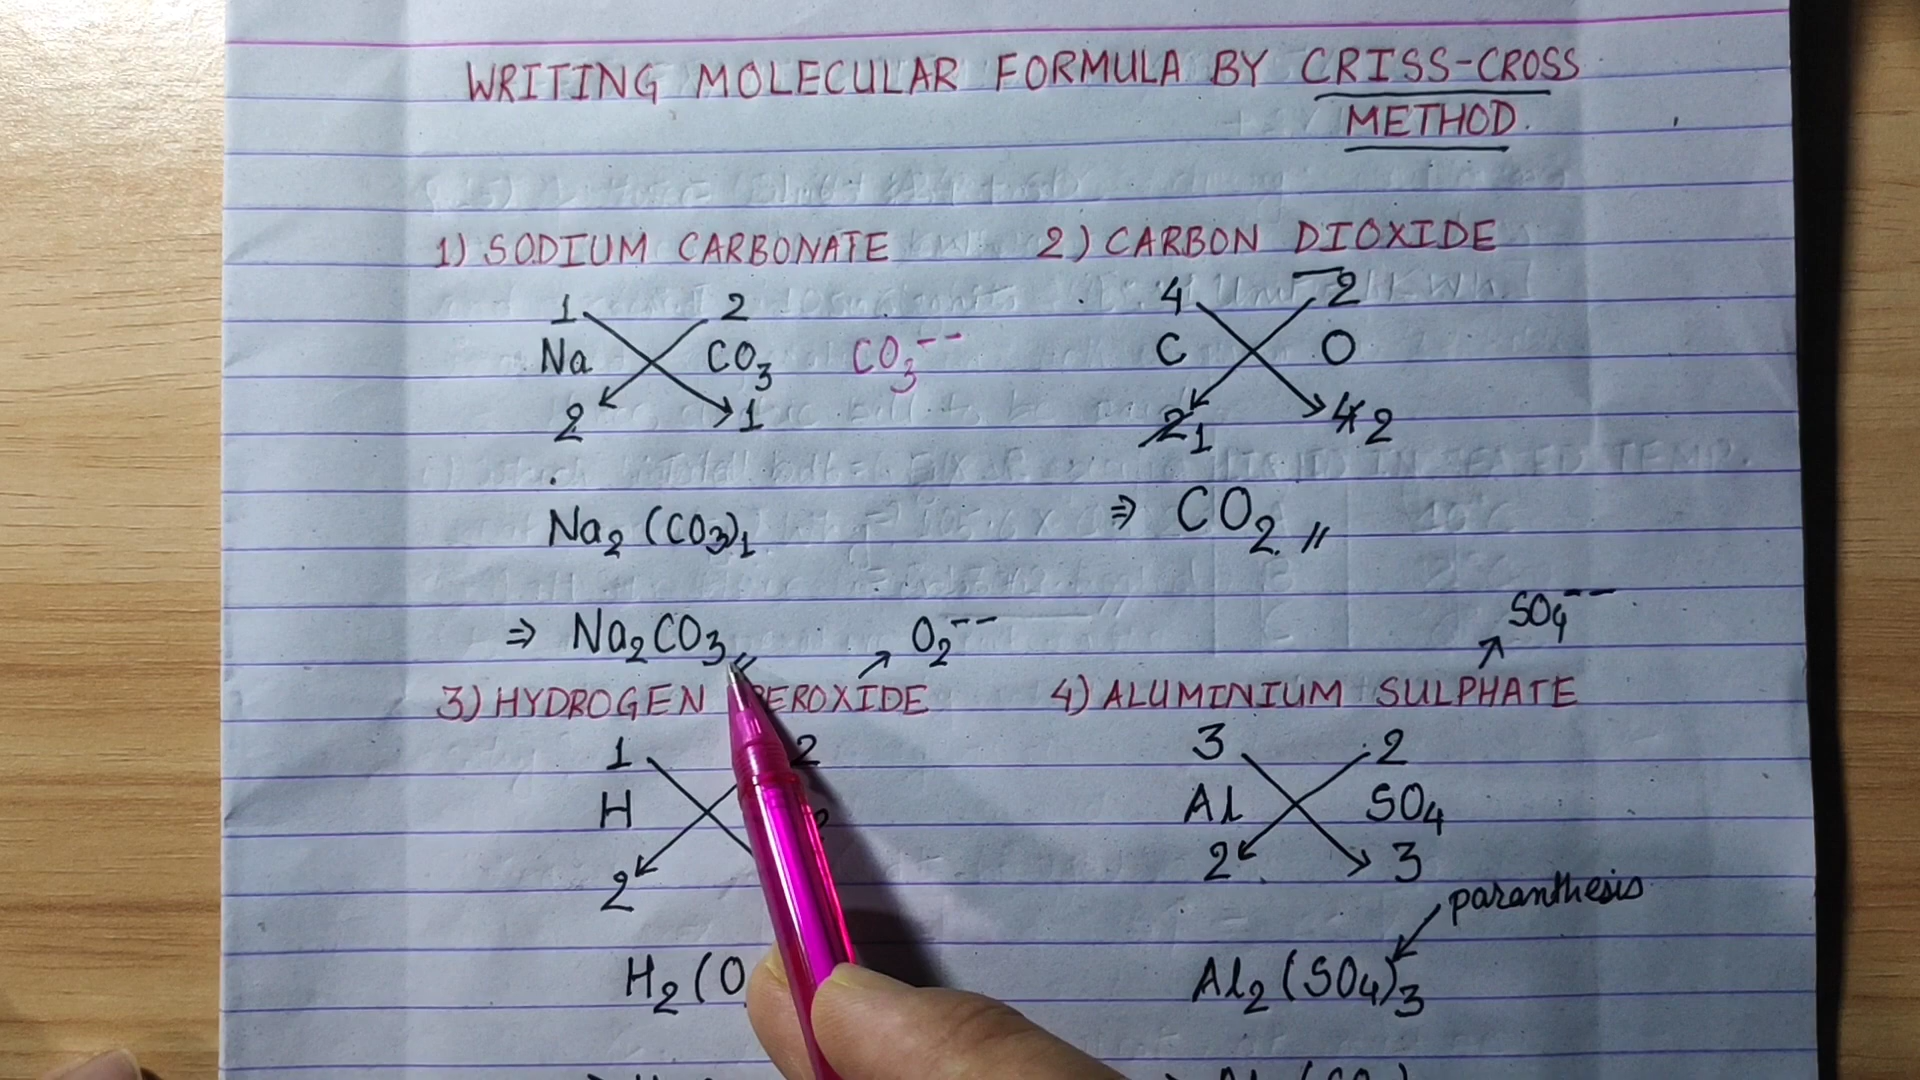 WRITING MOLECULAR FORMULA BY CRISS-CROSS
METHOD.
1) SODIUM CARBONATE
1 2
Na CO₃ CO₃⁻⁻
2 1
Na₂ (CO₃)₁
⇒ Na₂CO₃ //
2) CARBON DIOXIDE
4 2
C O
2 1 4 2
⇒ CO₂ //
3) HYDROGEN PEROXIDE → O₂⁻⁻
1 2
H
2
H₂ (O
4) ALUMINIUM SULPHATE → SO₄⁻⁻
3 2
Al SO₄
2 3
paranthesis
Al₂ (SO₄)₃